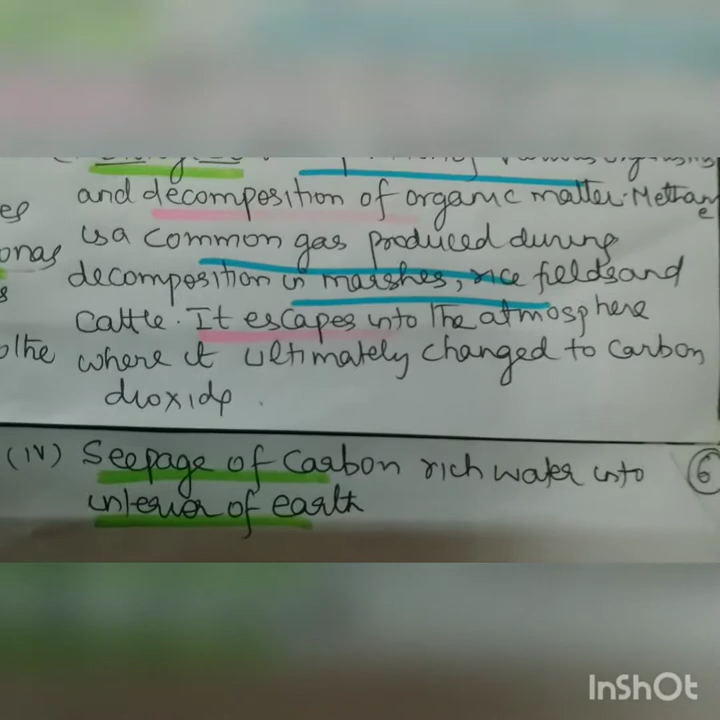 and decomposition of organic matter. Methane
is a common gas produced during
decomposition in marshes, rice fields and
cattle. It escapes into the atmosphere
where it ultimately changed to carbon
dioxide.
(IV) Seepage of carbon rich water into
interior of earth
6
InShOt